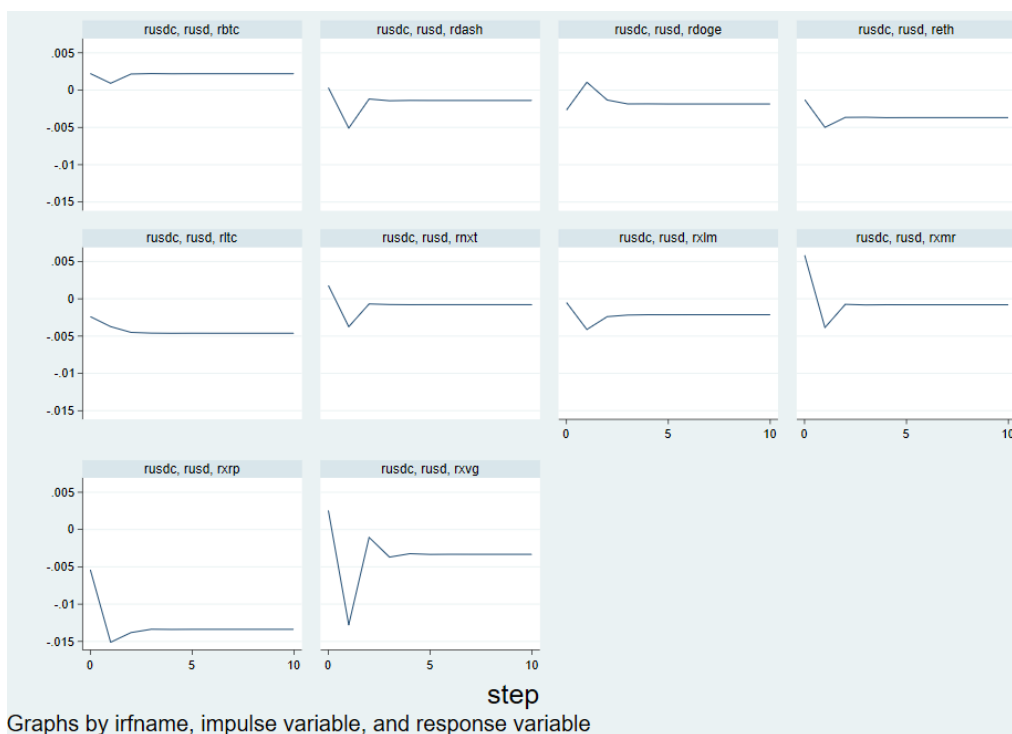 rusdc, rusd, rbtc
rusdc, rusd, rdash
rusdc, rusd, rdoge
rusdc, rusd, reth
.005
0
-.005
-.01
-.015
rusdc, rusd, rltc
rusdc, rusd, rnxt
rusdc, rusd, rxlm
rusdc, rusd, rxmr
.005
0
-.005
-.01
-.015
0 5 10
0 5 10
rusdc, rusd, rxrp
rusdc, rusd, rxvg
.005
0
-.005
-.01
-.015
0 5 10
0 5 10
step
Graphs by irfname, impulse variable, and response variable